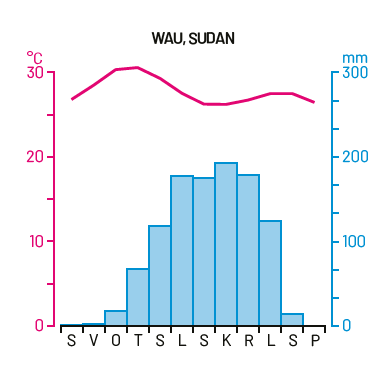 WAU, SUDAN
°C mm
30 300
20 200
10 100
0 0
S V O T S L S K R L S P